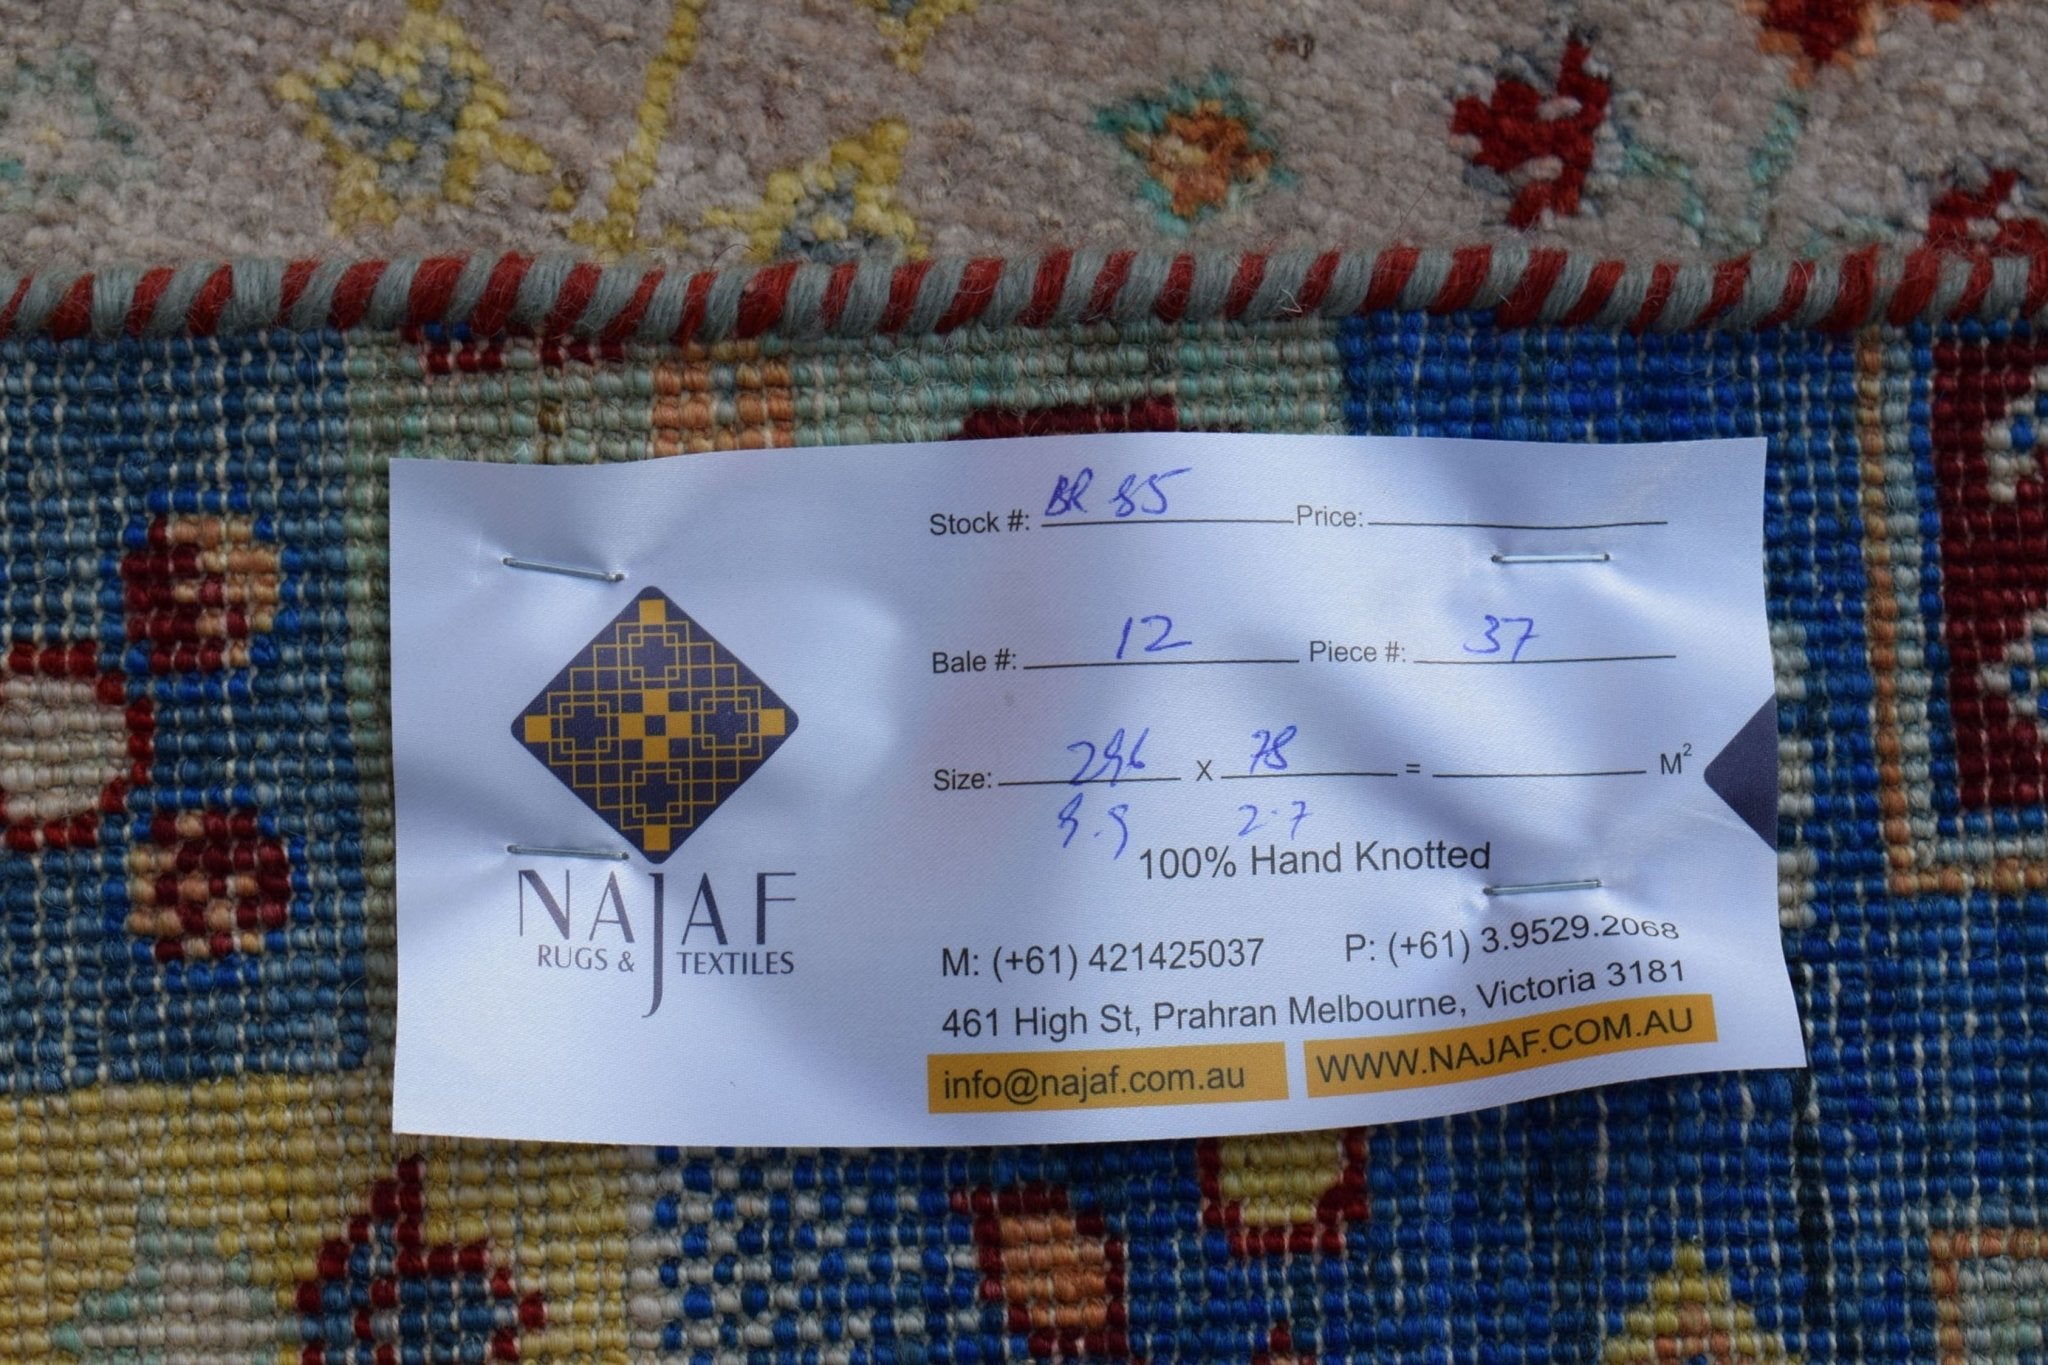 Stock #: BR 85 Price:
Bale #: 12 Piece #: 37
Size: 296 x 78 = M²
9.9 2.7
100% Hand Knotted
NAJAF
RUGS & TEXTILES
M: (+61) 421425037 P: (+61) 3.9529.2068
461 High St, Prahran Melbourne, Victoria 3181
info@najaf.com.au WWW.NAJAF.COM.AU